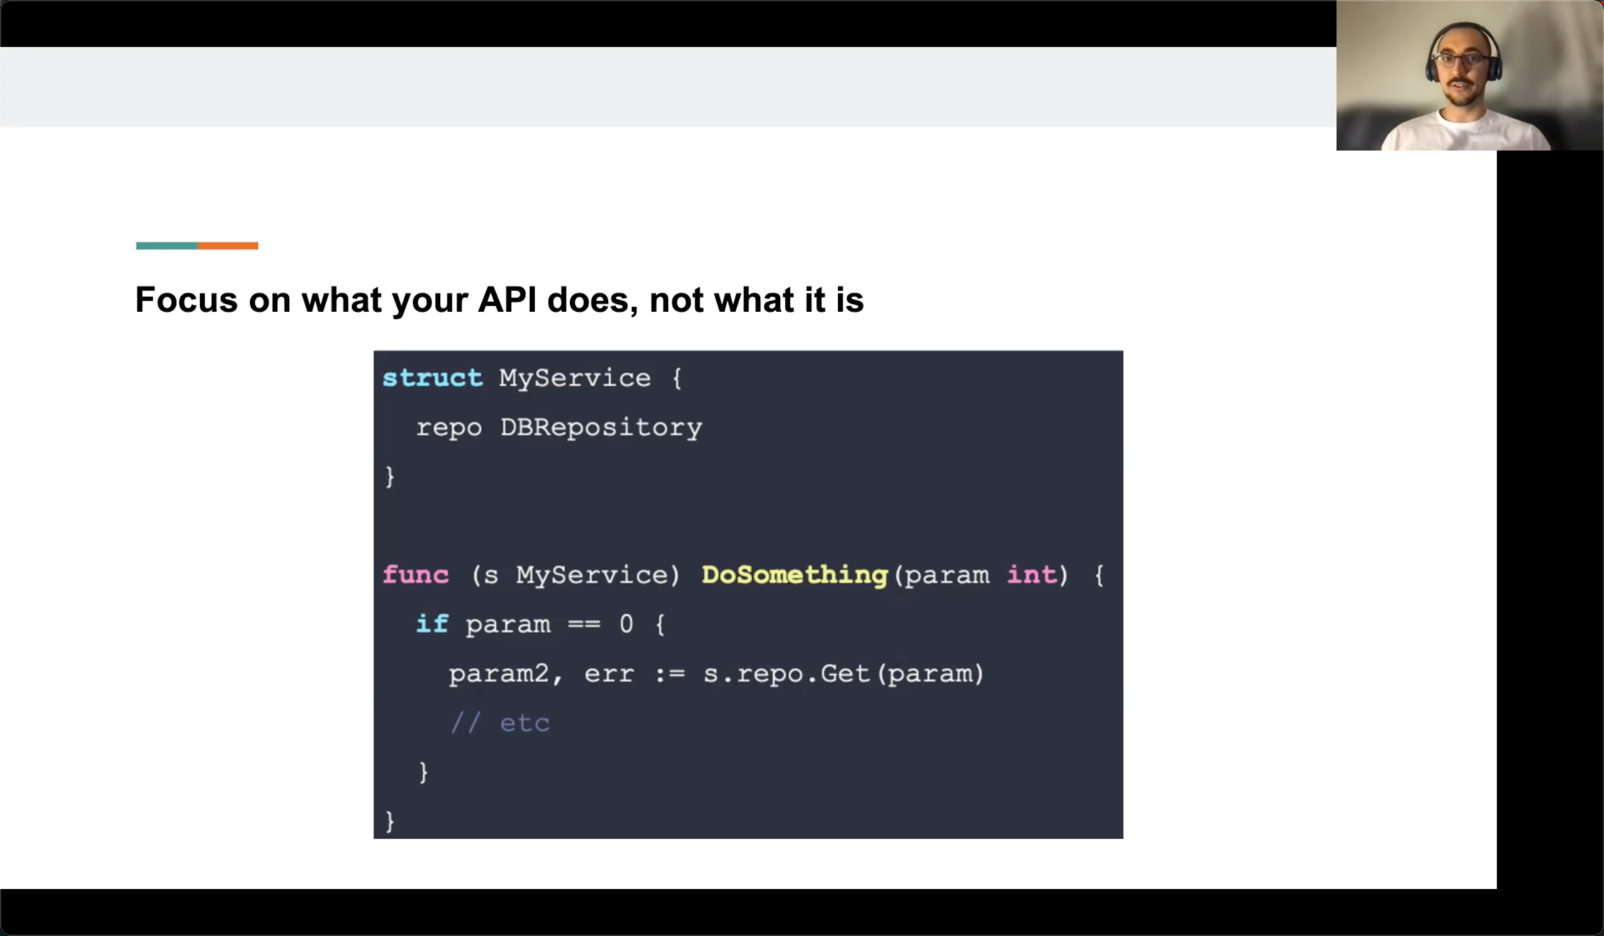 Focus on what your API does, not what it is
struct MyService {
  repo DBRepository
}
func (s MyService) DoSomething(param int) {
  if param == 0 {
    param2, err := s.repo.Get(param)
    // etc
  }
}